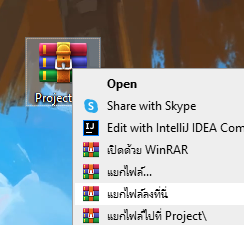 Project
Open
Share with Skype
Edit with IntelliJ IDEA Com
เปิดด้วย WinRAR
แยกไฟล์...
แยกไฟล์ลงที่นี่
แยกไฟล์ไปที่ Project\